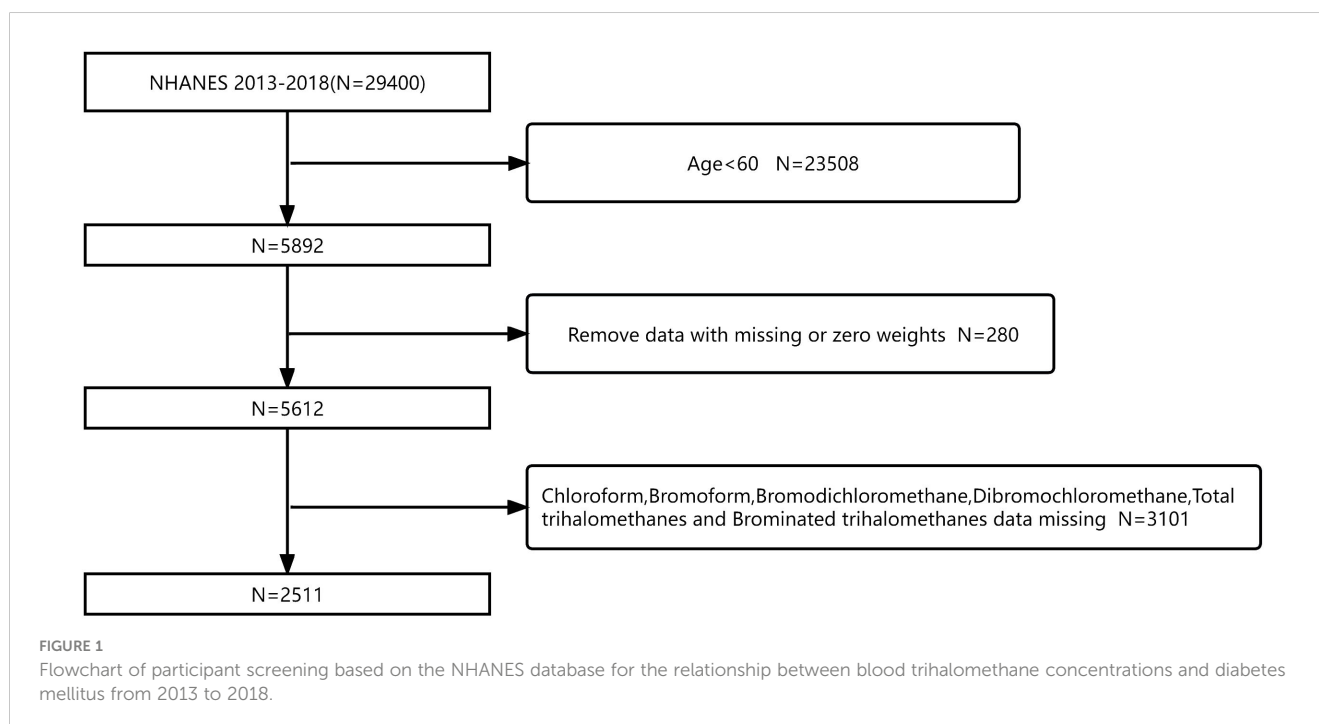 NHANES 2013-2018(N=29400)
Age<60 N=23508
N=5892
Remove data with missing or zero weights N=280
N=5612
Chloroform,Bromoform,Bromodichloromethane,Dibromochloromethane,Total
trihalomethanes and Brominated trihalomethanes data missing N=3101
N=2511
FIGURE 1
Flowchart of participant screening based on the NHANES database for the relationship between blood trihalomethane concentrations and diabetes
mellitus from 2013 to 2018.